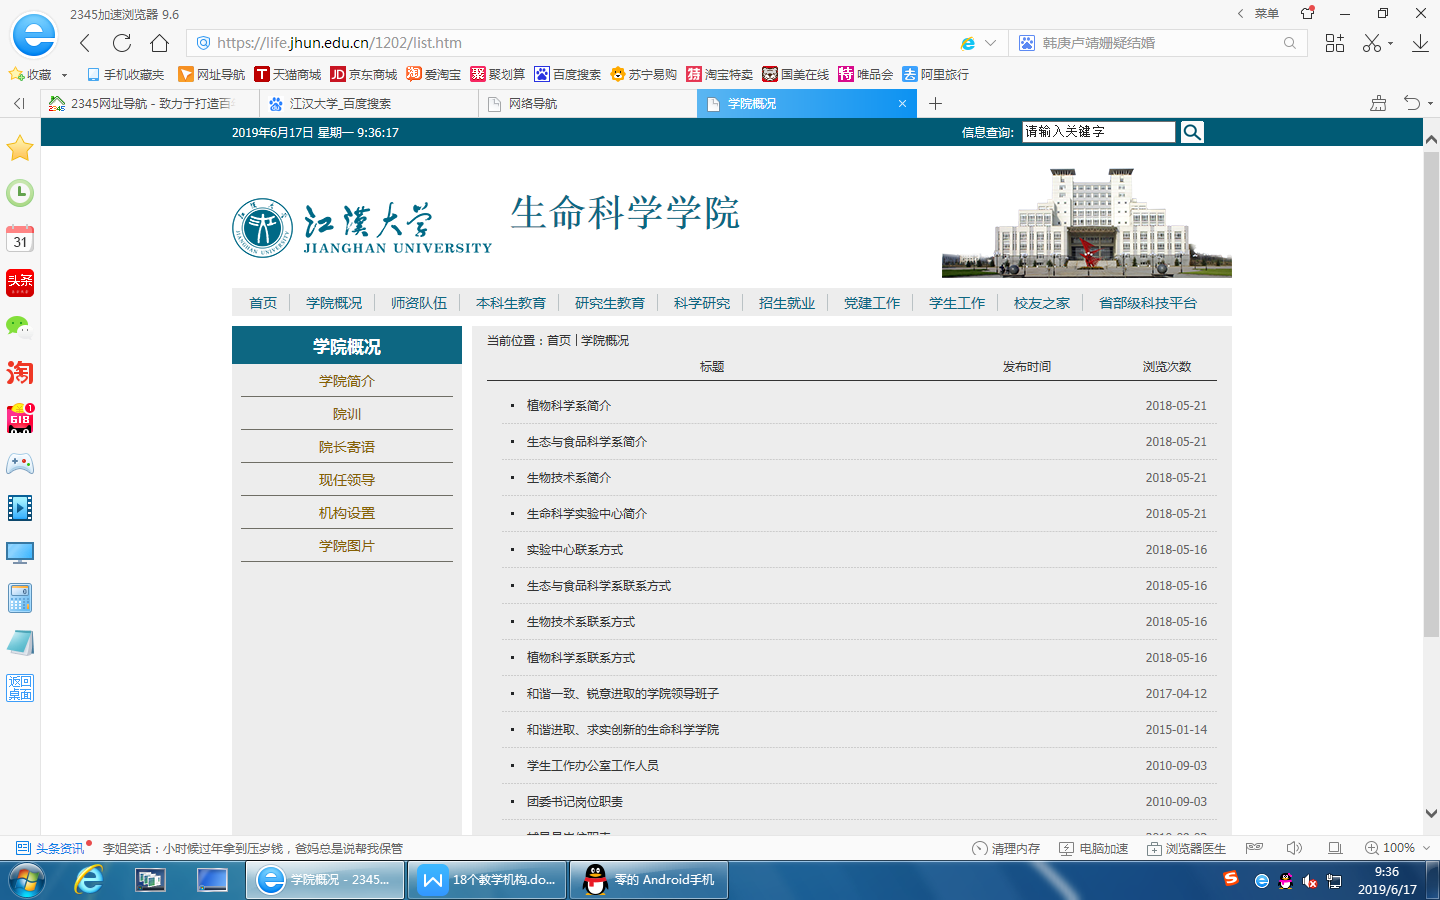 2345加速浏览器 9.6
菜单
https://life.jhun.edu.cn/1202/list.htm
韩庚卢靖姗疑结婚
收藏 手机收藏夹 网址导航 天猫商城 京东商城 爱淘宝 聚划算 百度搜索 苏宁易购 淘宝特卖 国美在线 唯品会 阿里旅行
2345网址导航 - 致力于打造百
江汉大学_百度搜索
网络导航
学院概况
2019年6月17日 星期一 9:36:17
信息查询:
请输入关键字
31
头条
淘
618
返回
桌面
江漢大学
JIANGHAN UNIVERSITY
生命科学学院
首页 学院概况 师资队伍 本科生教育 研究生教育 科学研究 招生就业 党建工作 学生工作 校友之家 省部级科技平台
学院概况
学院简介
院训
院长寄语
现任领导
机构设置
学院图片
当前位置：首页 | 学院概况
标题 发布时间 浏览次数
植物科学系简介 2018-05-21
生态与食品科学系简介 2018-05-21
生物技术系简介 2018-05-21
生命科学实验中心简介 2018-05-21
实验中心联系方式 2018-05-16
生态与食品科学系联系方式 2018-05-16
生物技术系联系方式 2018-05-16
植物科学系联系方式 2018-05-16
和谐一致、锐意进取的学院领导班子 2017-04-12
和谐进取、求实创新的生命科学学院 2015-01-14
学生工作办公室工作人员 2010-09-03
团委书记岗位职责 2010-09-03
头条资讯
李姐笑话：小时候过年拿到压岁钱，爸妈总是说帮我保管
清理内存 电脑加速 浏览器医生 100%
学院概况 - 2345...
18个教学机构.do...
零的 Android手机
9:36
2019/6/17